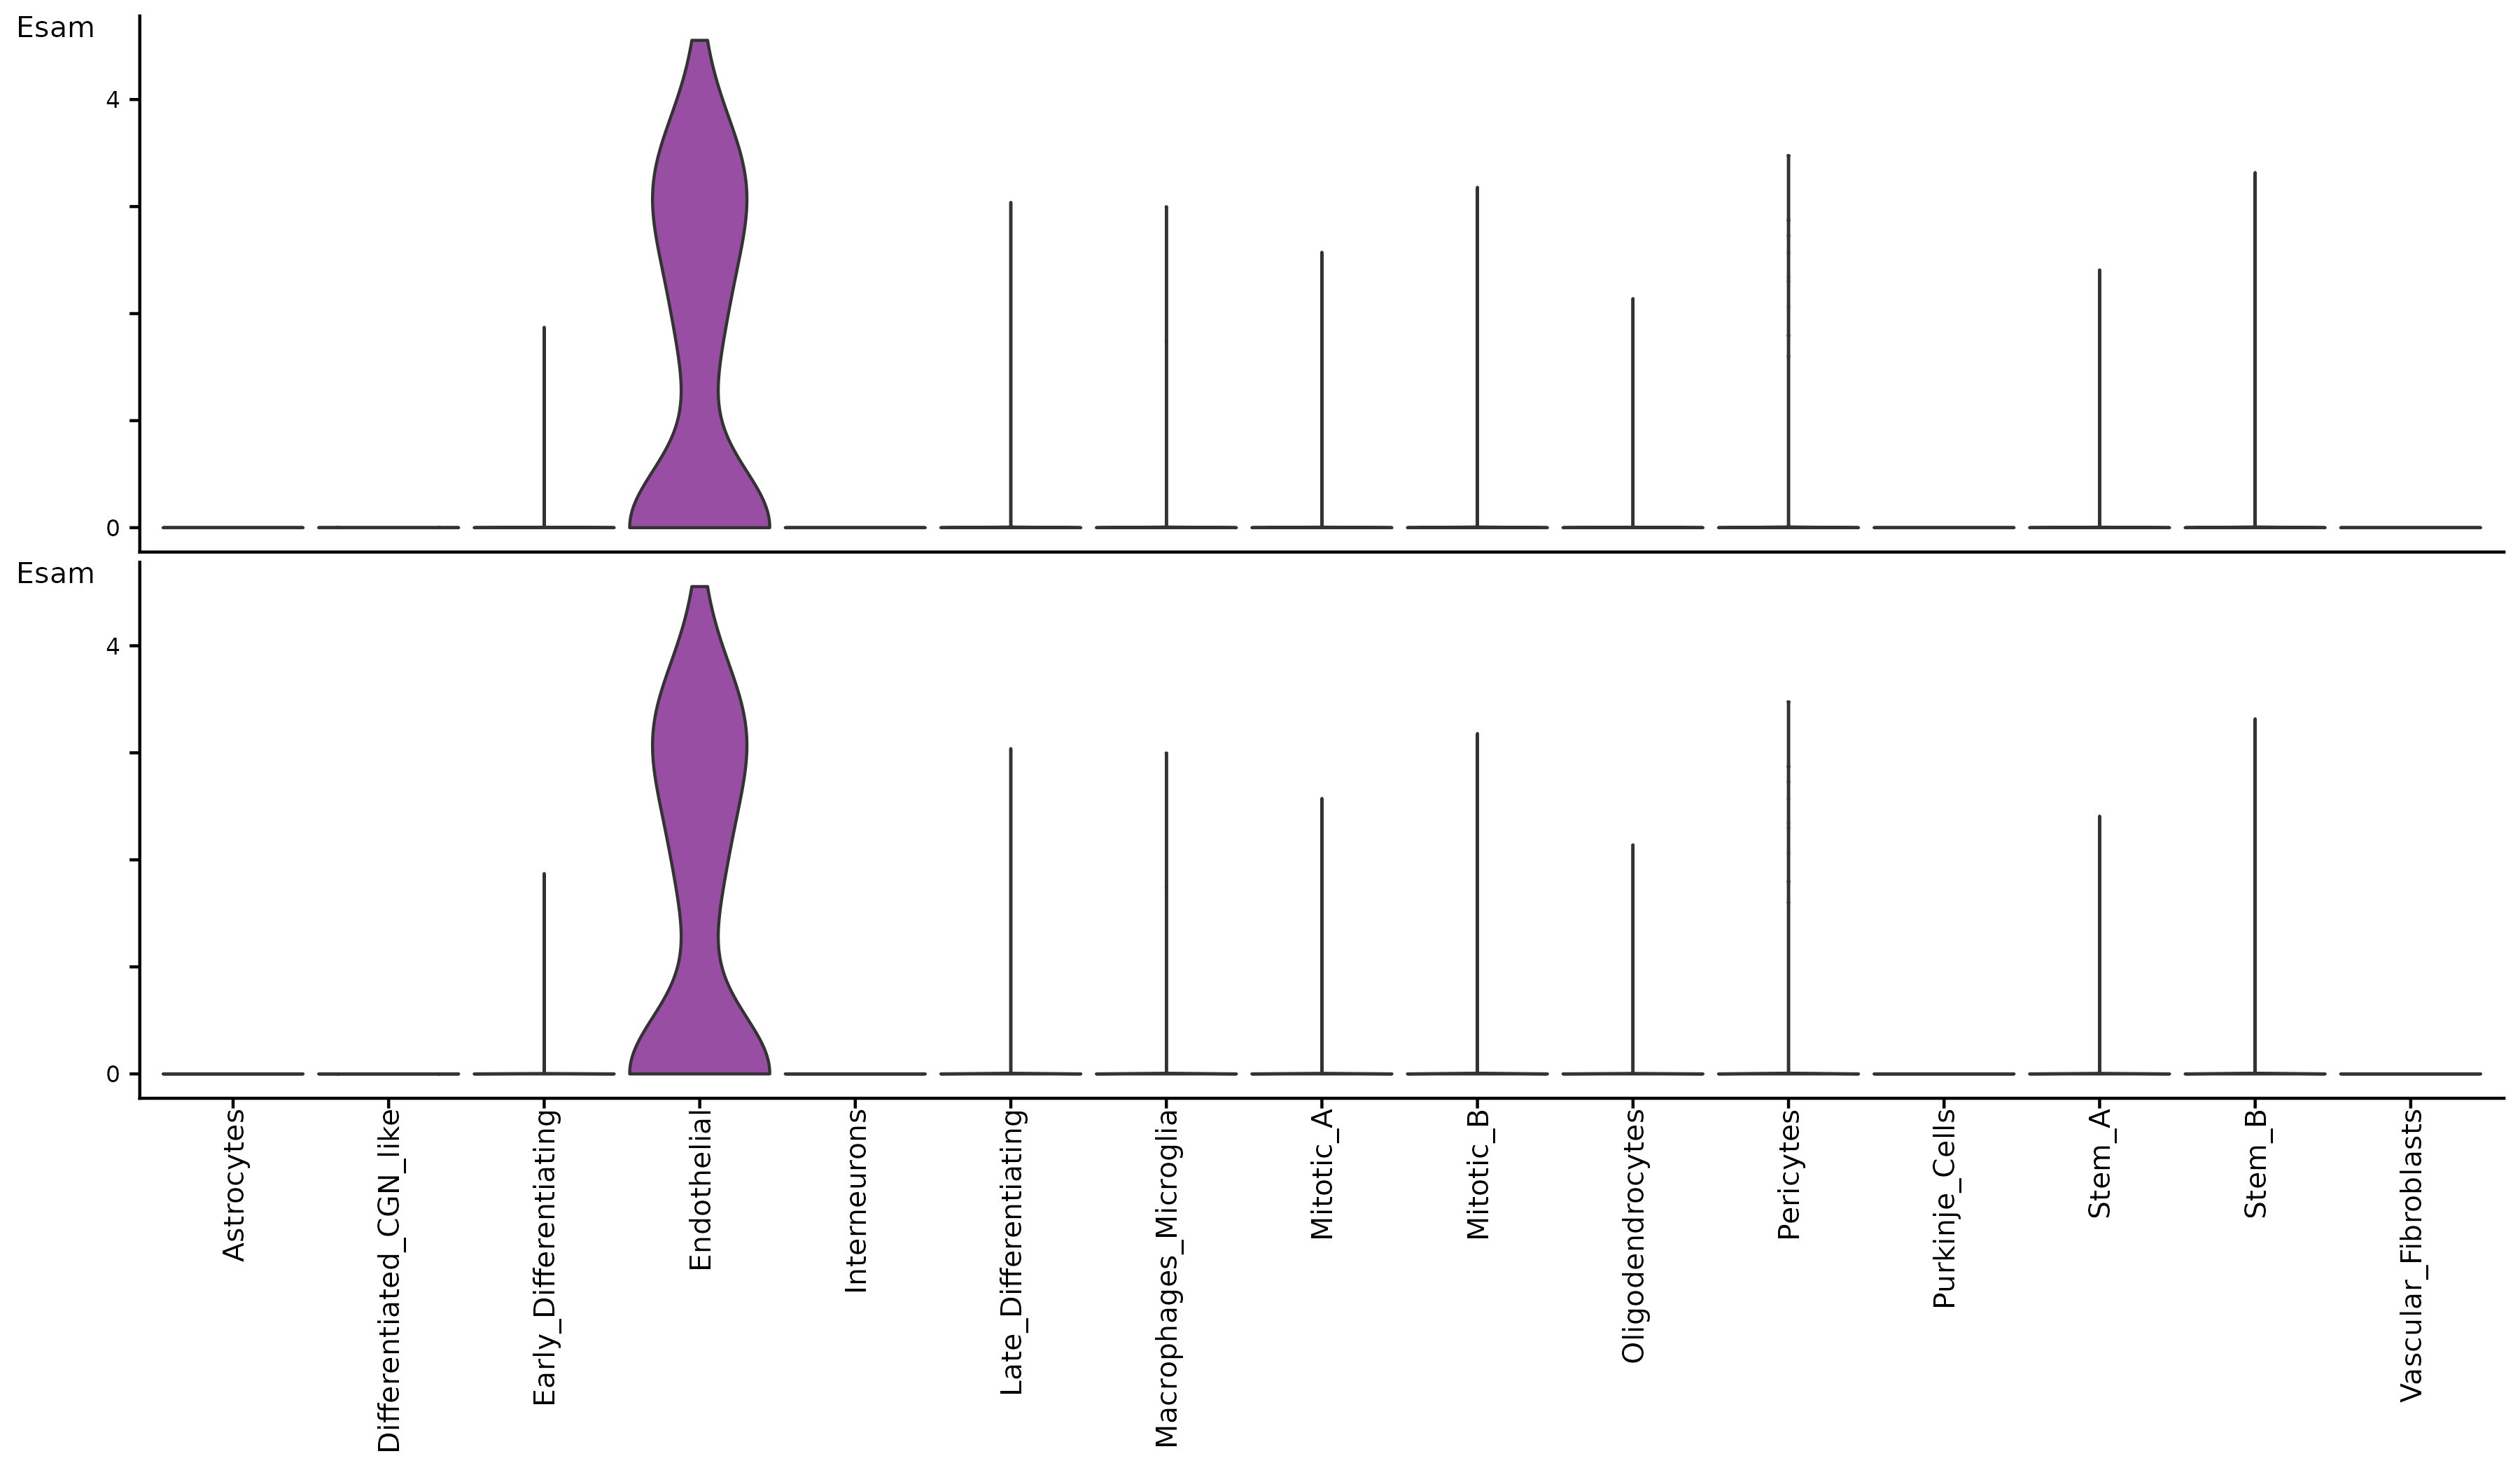 Esam
4
0
Esam
4
0
Astrocytes
Differentiated_CGN_like
Early_Differentiating
Endothelial
Interneurons
Late_Differentiating
Macrophages_Microglia
Mitotic_A
Mitotic_B
Oligodendrocytes
Pericytes
Purkinje_Cells
Stem_A
Stem_B
Vascular_Fibroblasts